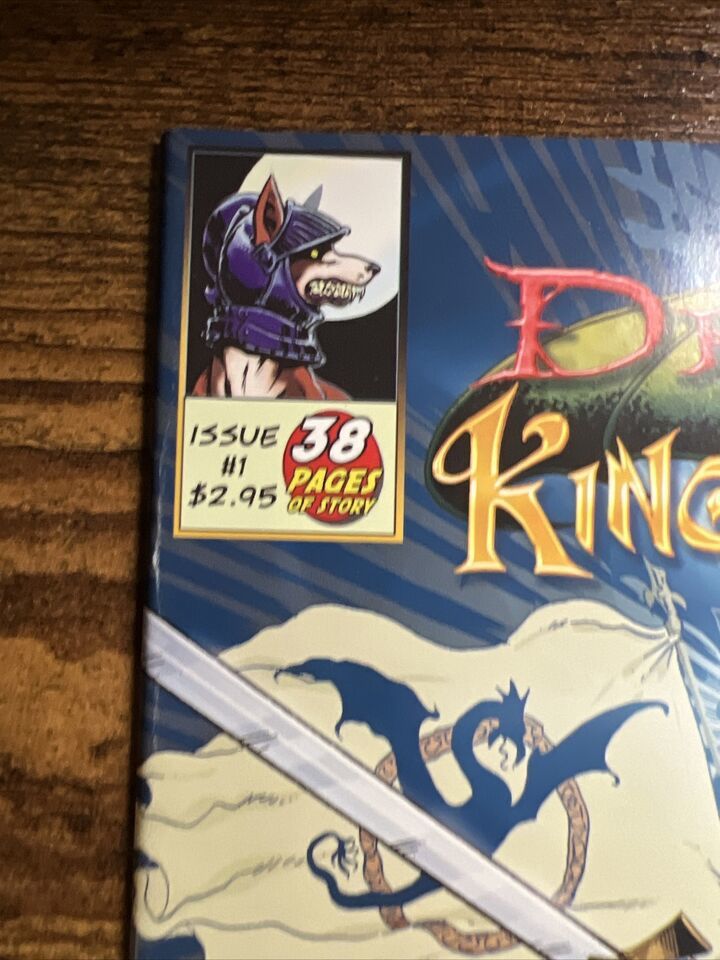 ISSUE
#1
$2.95
38
PAGES
OF STORY